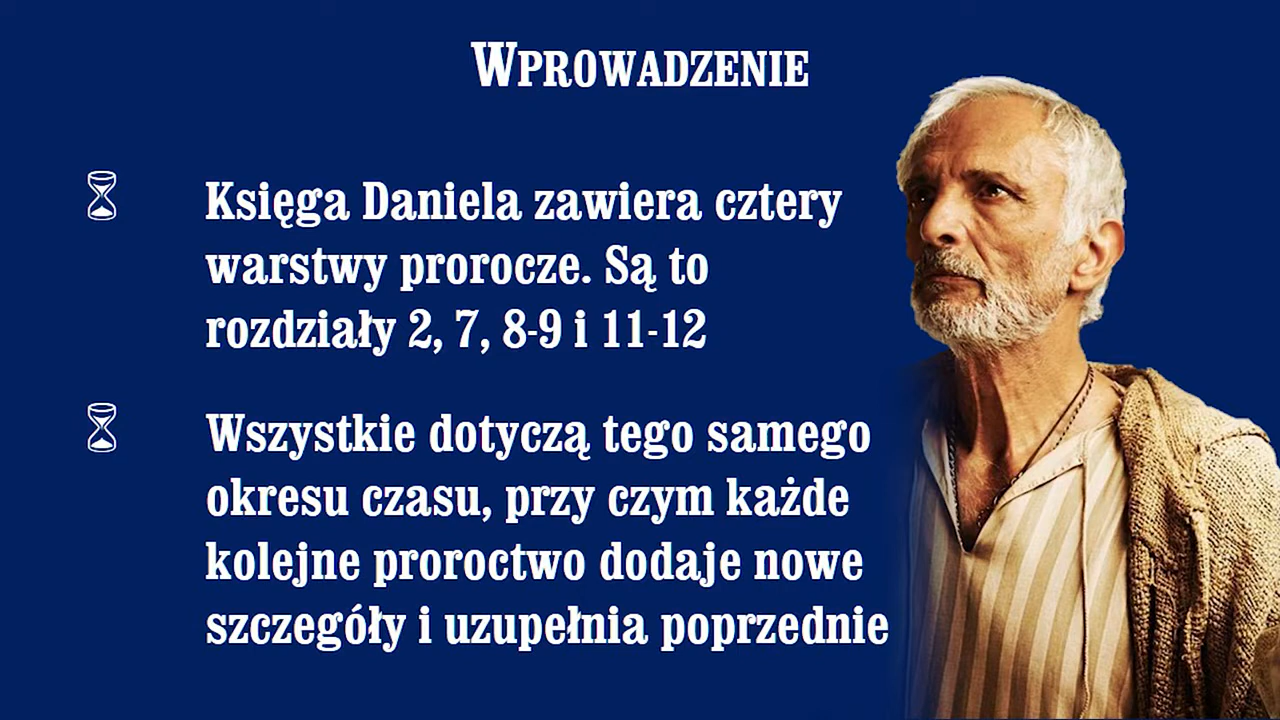 WPROWADZENIE
Księga Daniela zawiera cztery
warstwy prorocze. Są to
rozdziały 2, 7, 8-9 i 11-12
Wszystkie dotyczą tego samego
okresu czasu, przy czym każde
kolejne proroctwo dodaje nowe
szczegóły i uzupełnia poprzednie